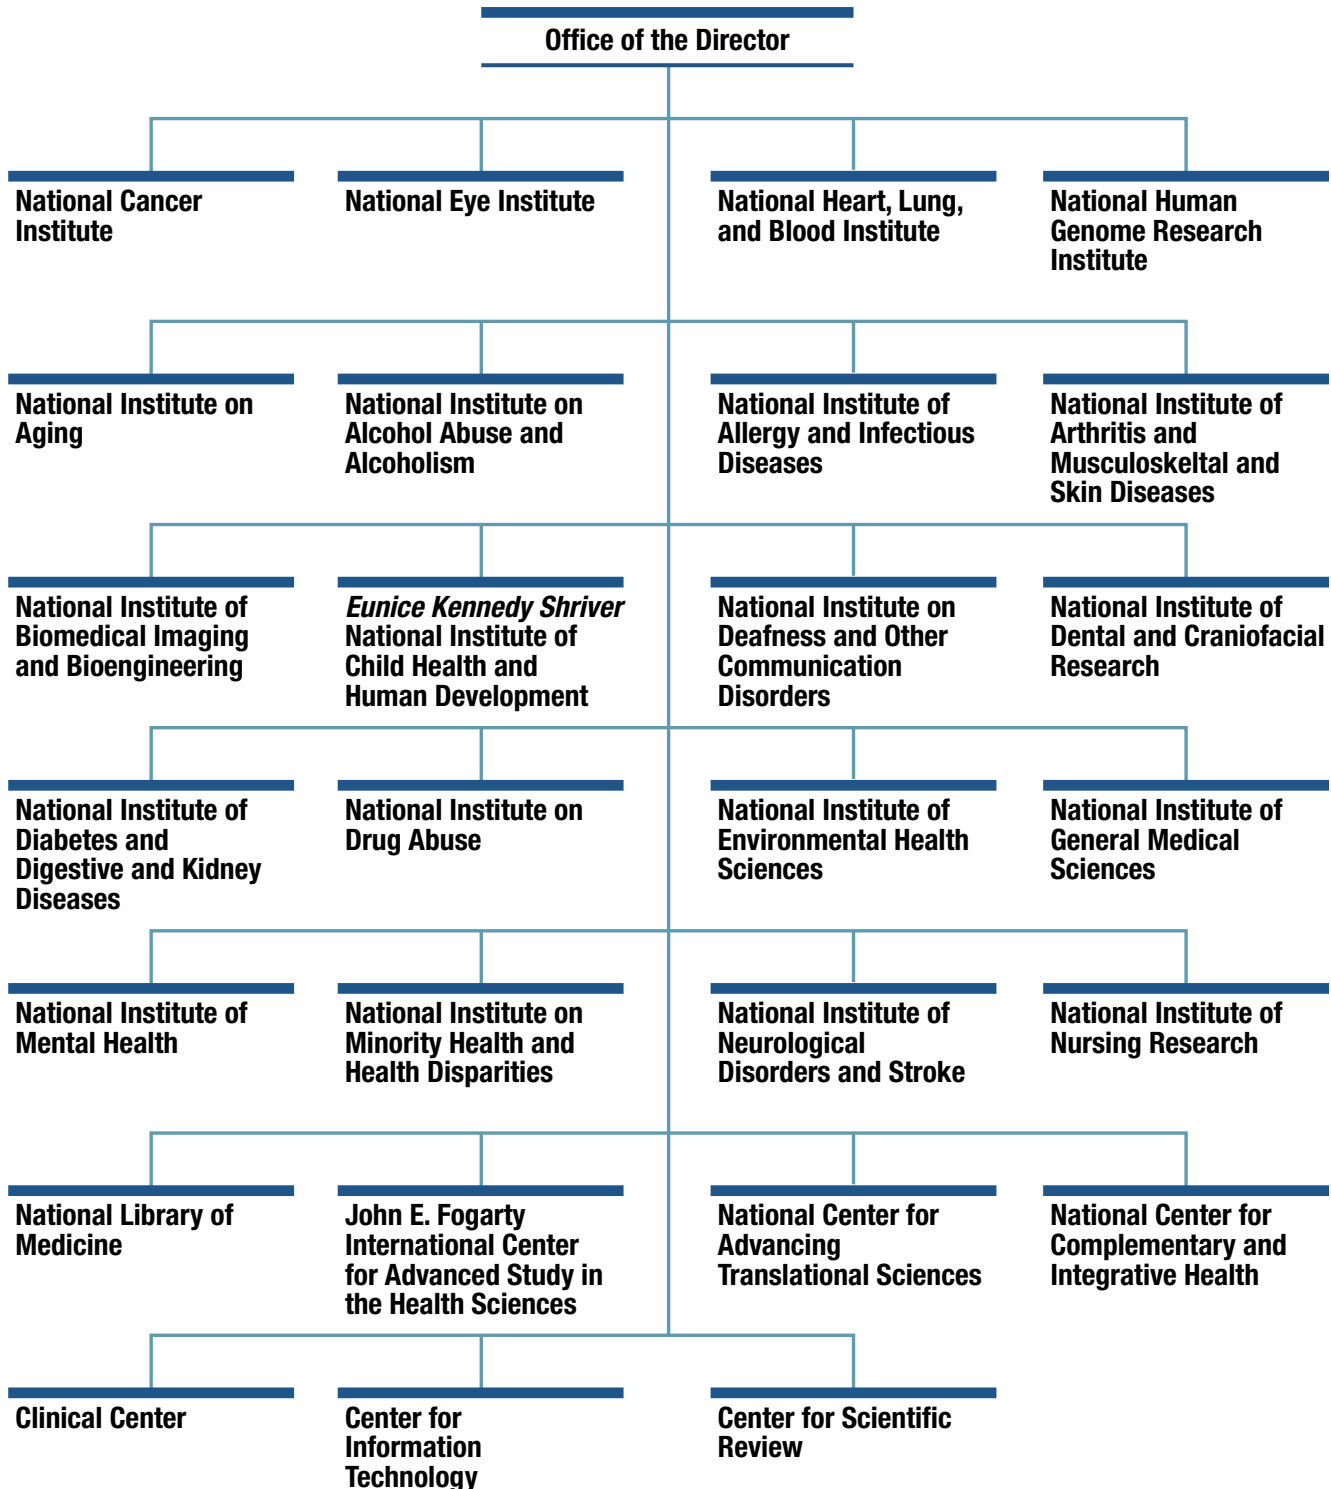 Office of the Director
National Cancer
Institute
National Eye Institute
National Heart, Lung,
and Blood Institute
National Human
Genome Research
Institute
National Institute on
Aging
National Institute on
Alcohol Abuse and
Alcoholism
National Institute of
Allergy and Infectious
Diseases
National Institute of
Arthritis and
Musculoskeltal and
Skin Diseases
National Institute of
Biomedical Imaging
and Bioengineering
Eunice Kennedy Shriver
National Institute of
Child Health and
Human Development
National Institute on
Deafness and Other
Communication
Disorders
National Institute of
Dental and Craniofacial
Research
National Institute of
Diabetes and
Digestive and Kidney
Diseases
National Institute on
Drug Abuse
National Institute of
Environmental Health
Sciences
National Institute of
General Medical
Sciences
National Institute of
Mental Health
National Institute on
Minority Health and
Health Disparities
National Institute of
Neurological
Disorders and Stroke
National Institute of
Nursing Research
National Library of
Medicine
John E. Fogarty
International Center
for Advanced Study in
the Health Sciences
National Center for
Advancing
Translational Sciences
National Center for
Complementary and
Integrative Health
Clinical Center
Center for
Information
Technology
Center for Scientific
Review